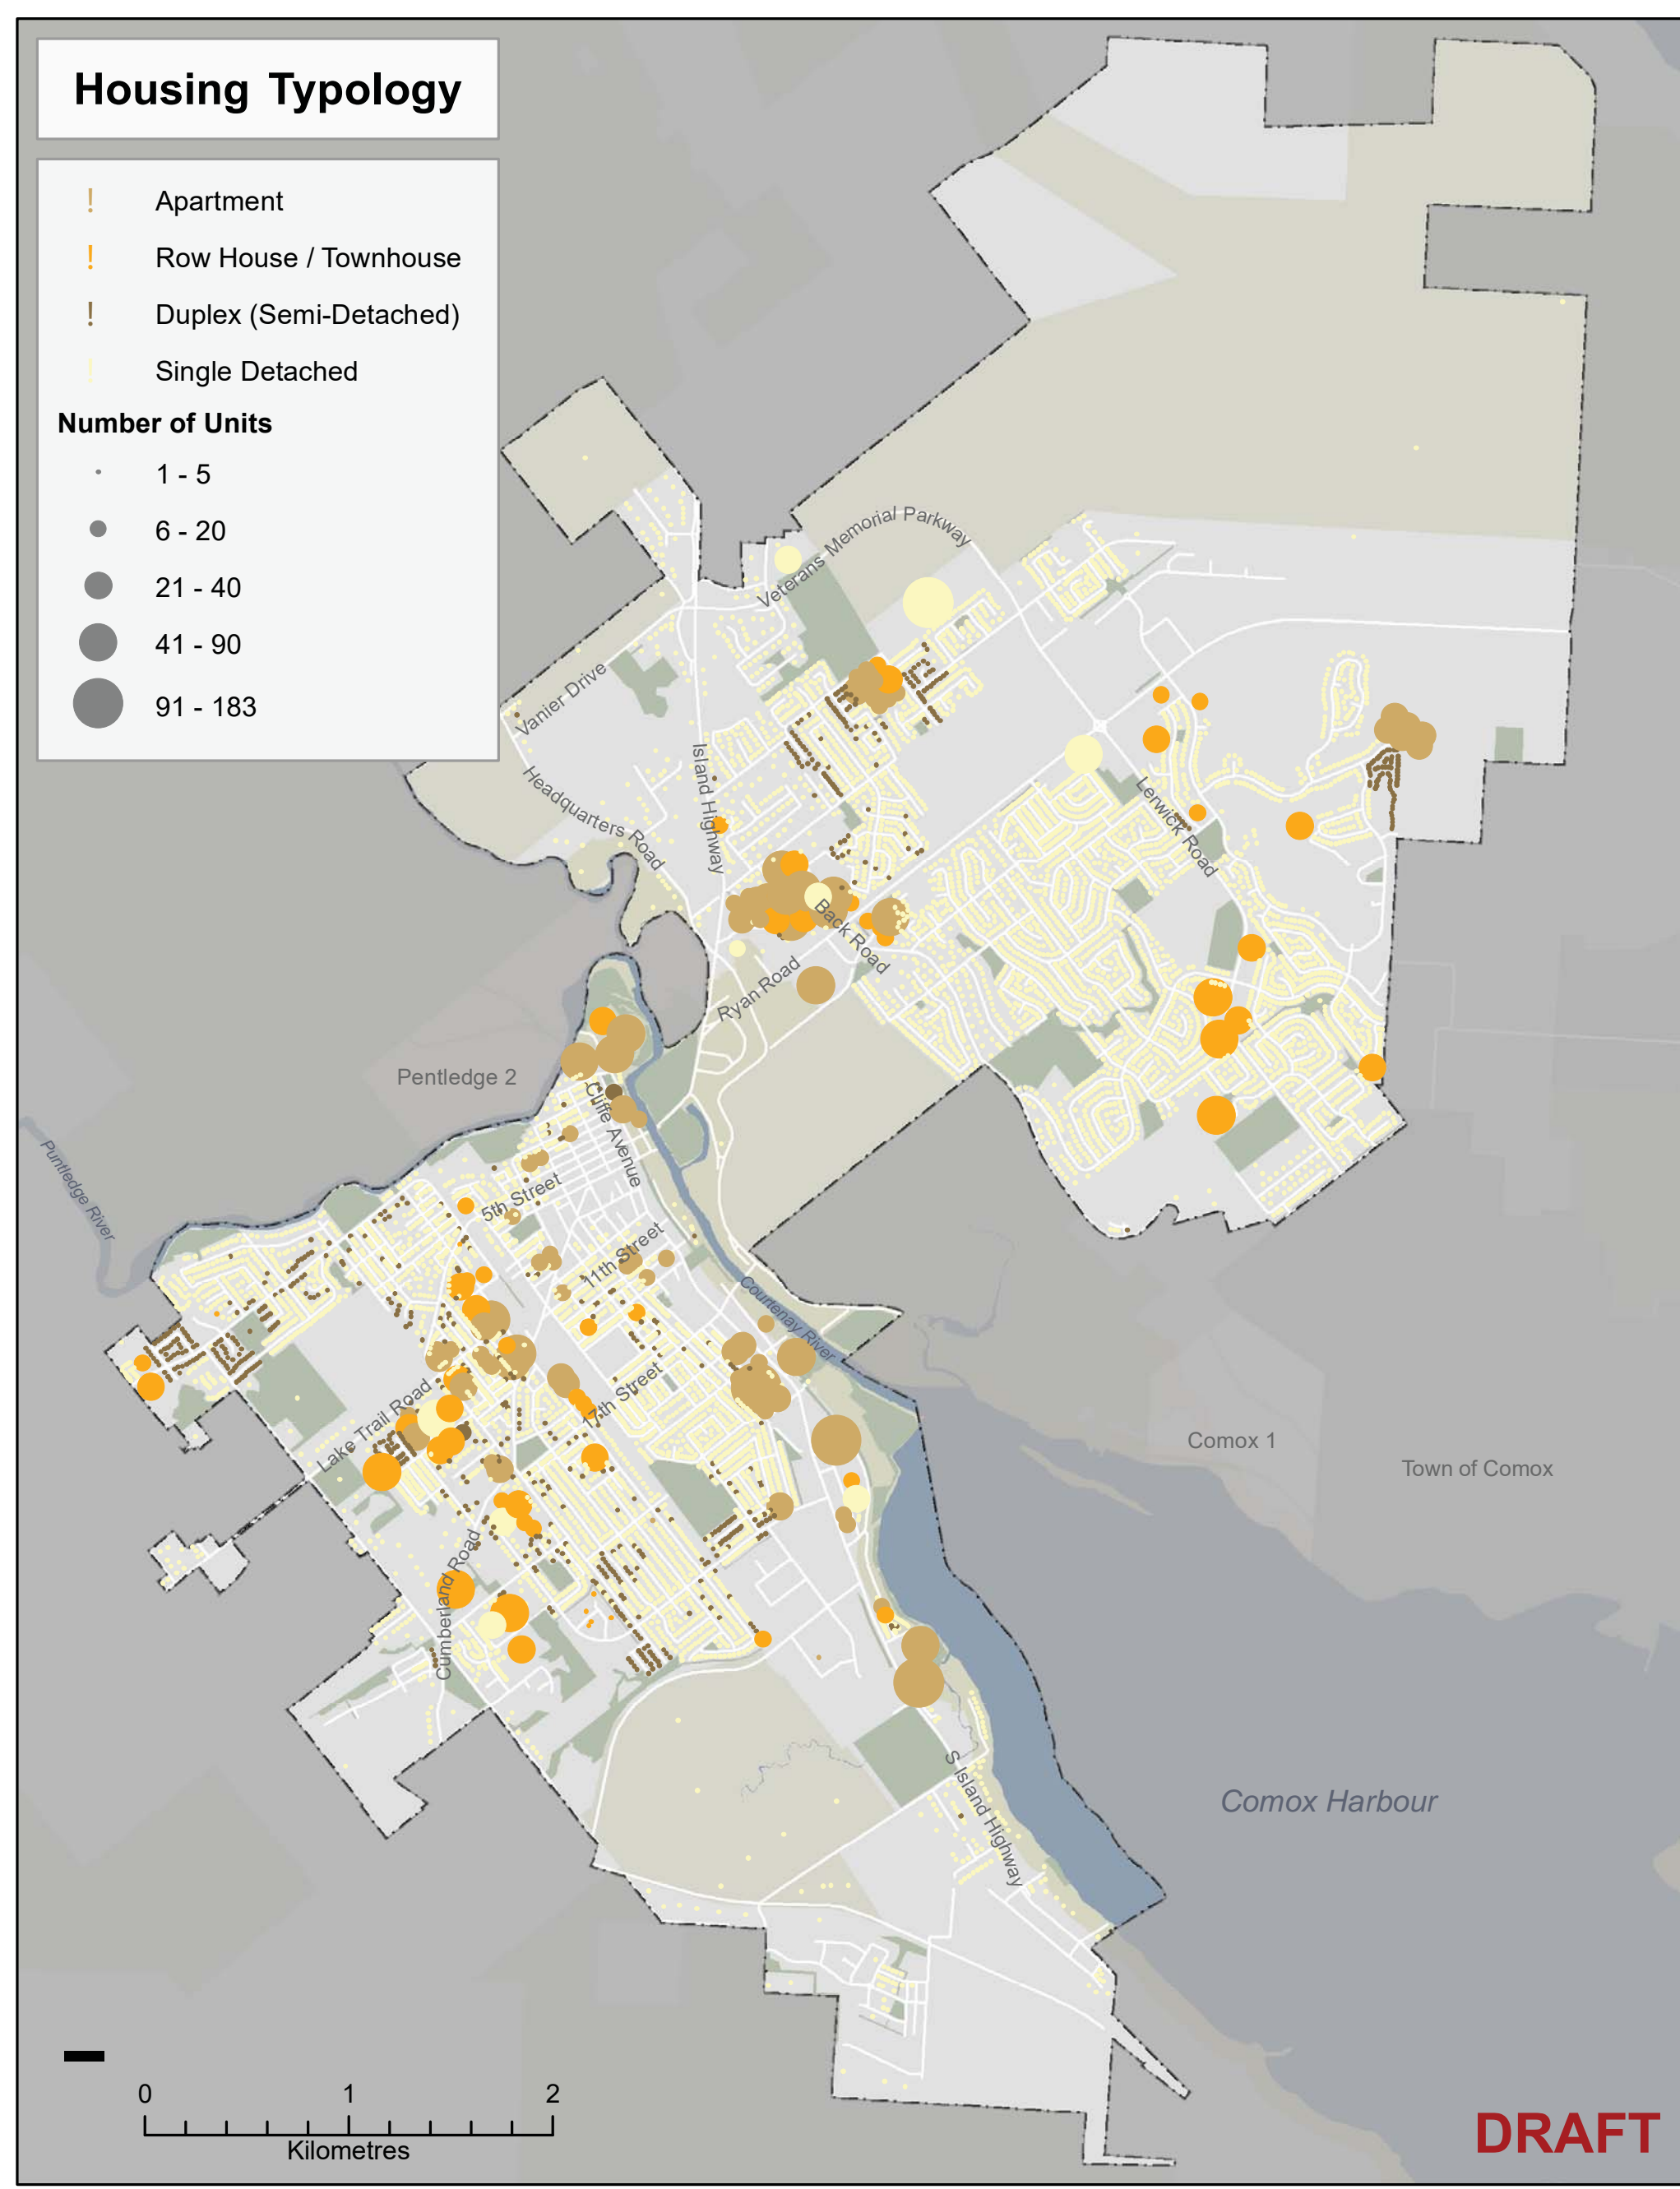 Housing Typology
! Apartment
! Row House / Townhouse
! Duplex (Semi-Detached)
! Single Detached
Number of Units
1 - 5
6 - 20
21 - 40
41 - 90
91 - 183
Veterans Memorial Parkway
Vanier Drive
Island Highway
Headquarters Road
Lerwick Road
Back Road
Ryan Road
Pentledge 2
Cliffe Avenue
Puntledge River
5th Street
11th Street
Courtenay River
17th Street
Lake Trail Road
Comox 1
Town of Comox
Cumberland Road
S Island Highway
Comox Harbour
0 1 2
Kilometres
DRAFT